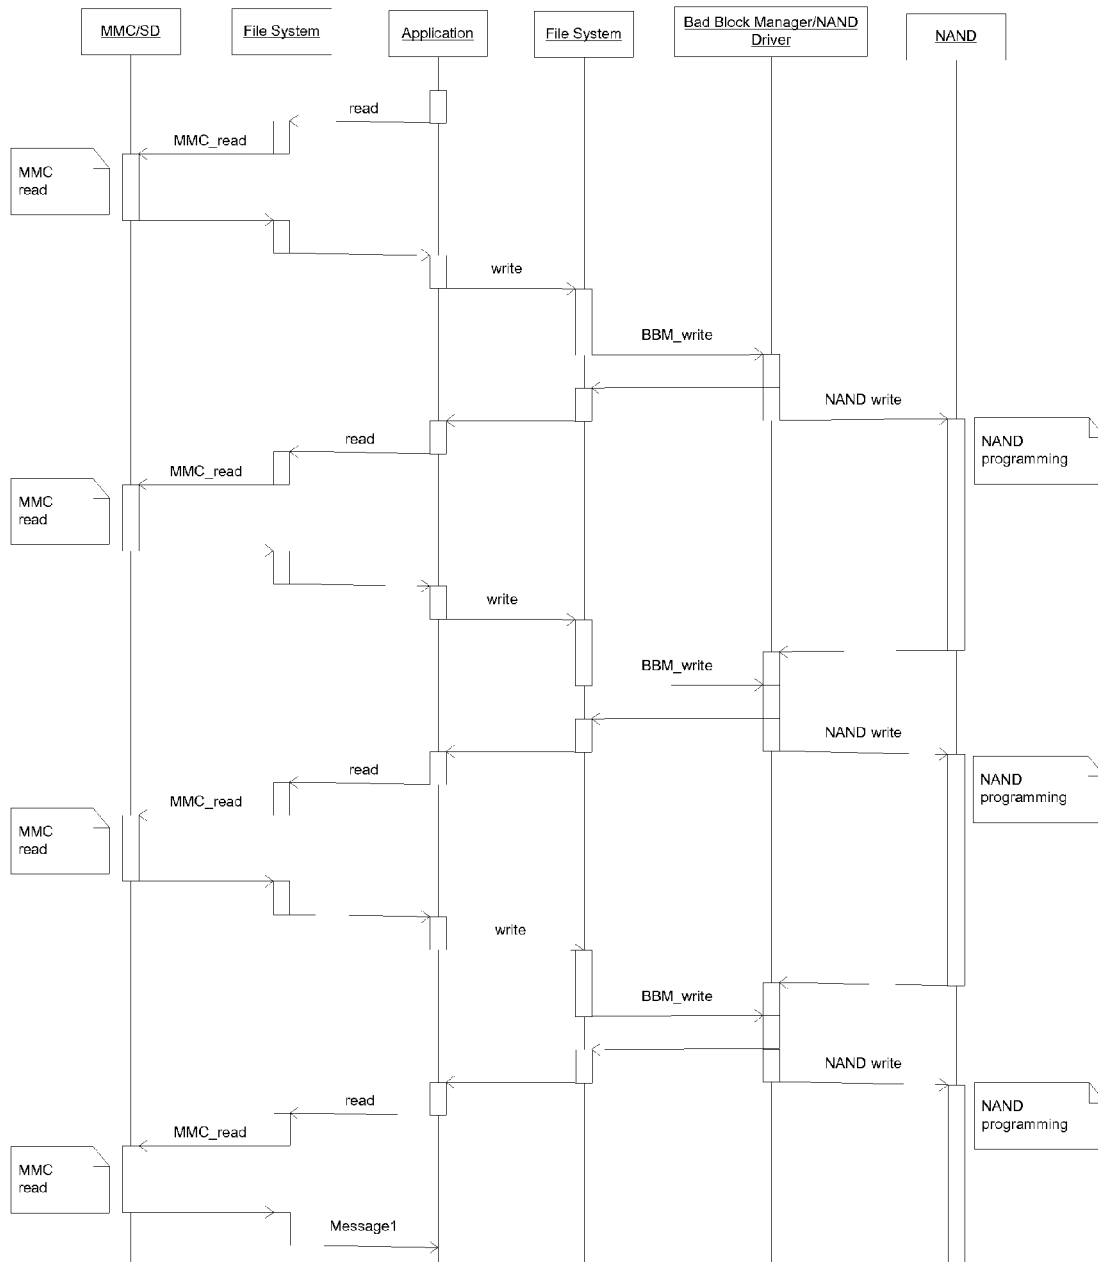 MMC/SD
File System
Application
File System
Bad Block Manager/NAND
Driver
NAND
read
MMC_read
MMC
read
write
BBM_write
NAND write
NAND
programming
read
MMC_read
MMC
read
write
BBM_write
NAND write
NAND
programming
read
MMC_read
MMC
read
write
BBM_write
NAND write
NAND
programming
read
MMC_read
MMC
read
Message1